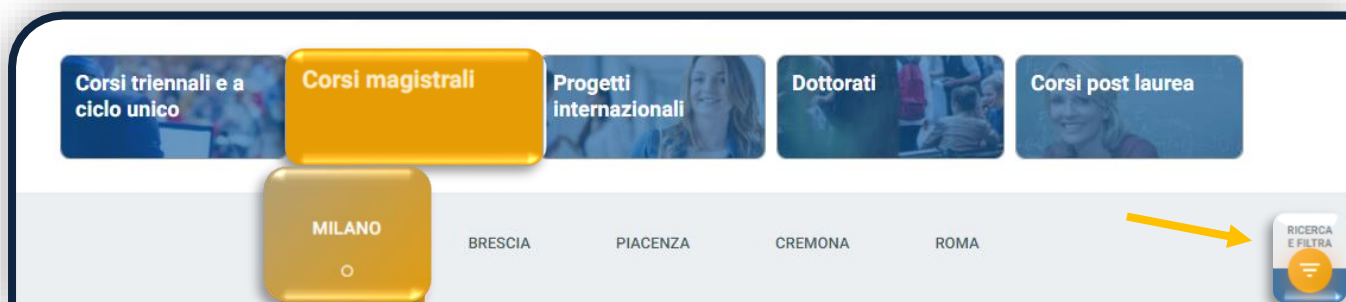 Corsi triennali e a
ciclo unico
Corsi magistrali
Progetti
internazionali
Dottorati
Corsi post laurea
MILANO
BRESCIA
PIACENZA
CREMONA
ROMA
RICERCA
E FILTRA